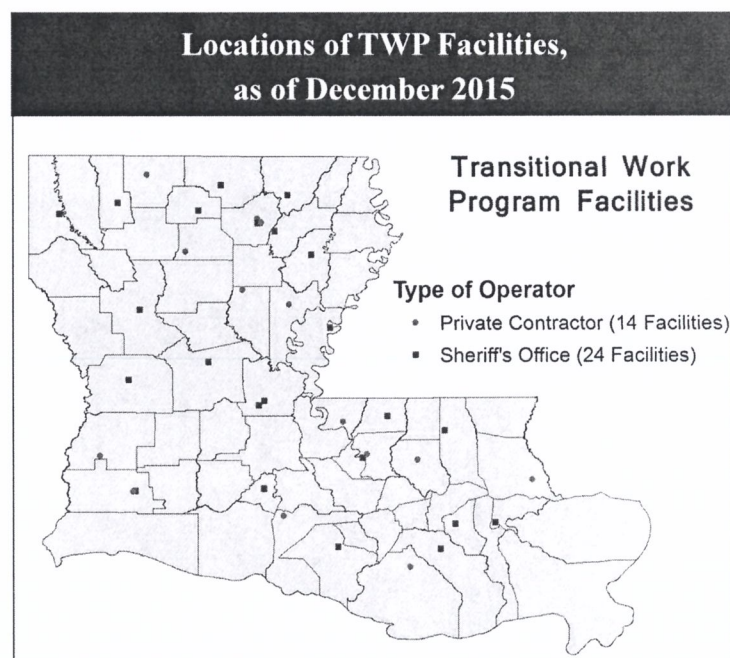 Locations of TWP Facilities,
as of December 2015
Transitional Work
Program Facilities
Type of Operator
Private Contractor (14 Facilities)
Sheriff's Office (24 Facilities)